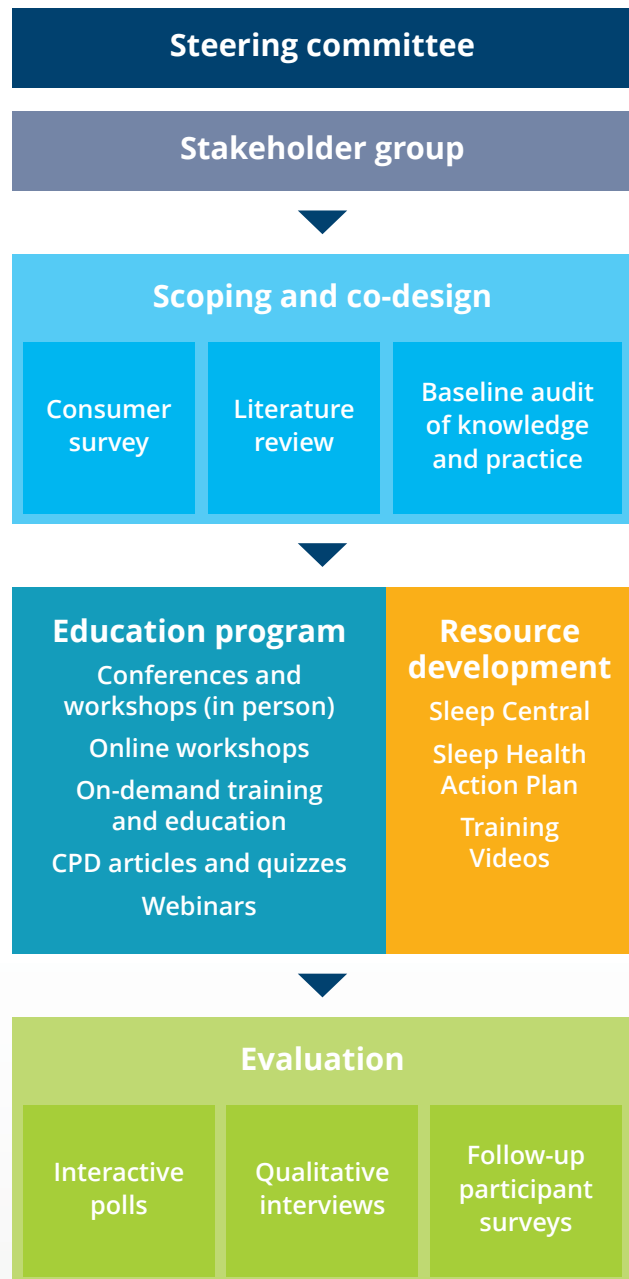 Steering committee
Stakeholder group
Scoping and co-design
Consumer
survey
Literature
review
Baseline audit
of knowledge
and practice
Education program
Conferences and
workshops (in person)
Online workshops
On-demand training
and education
CPD articles and quizzes
Webinars
Resource
development
Sleep Central
Sleep Health
Action Plan
Training
Videos
Evaluation
Interactive
polls
Qualitative
interviews
Follow-up
participant
surveys